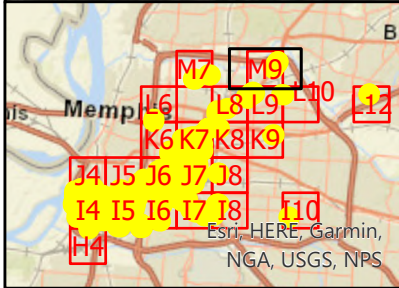 B
M7 M9
L6 L8 L9 L10 L12
Memphis
K6 K7 K8 K9
J4 J5 J6 J7 J8
I4 I5 I6 I7 I8 I10
H4
Esri, HERE, Garmin,
NGA, USGS, NPS